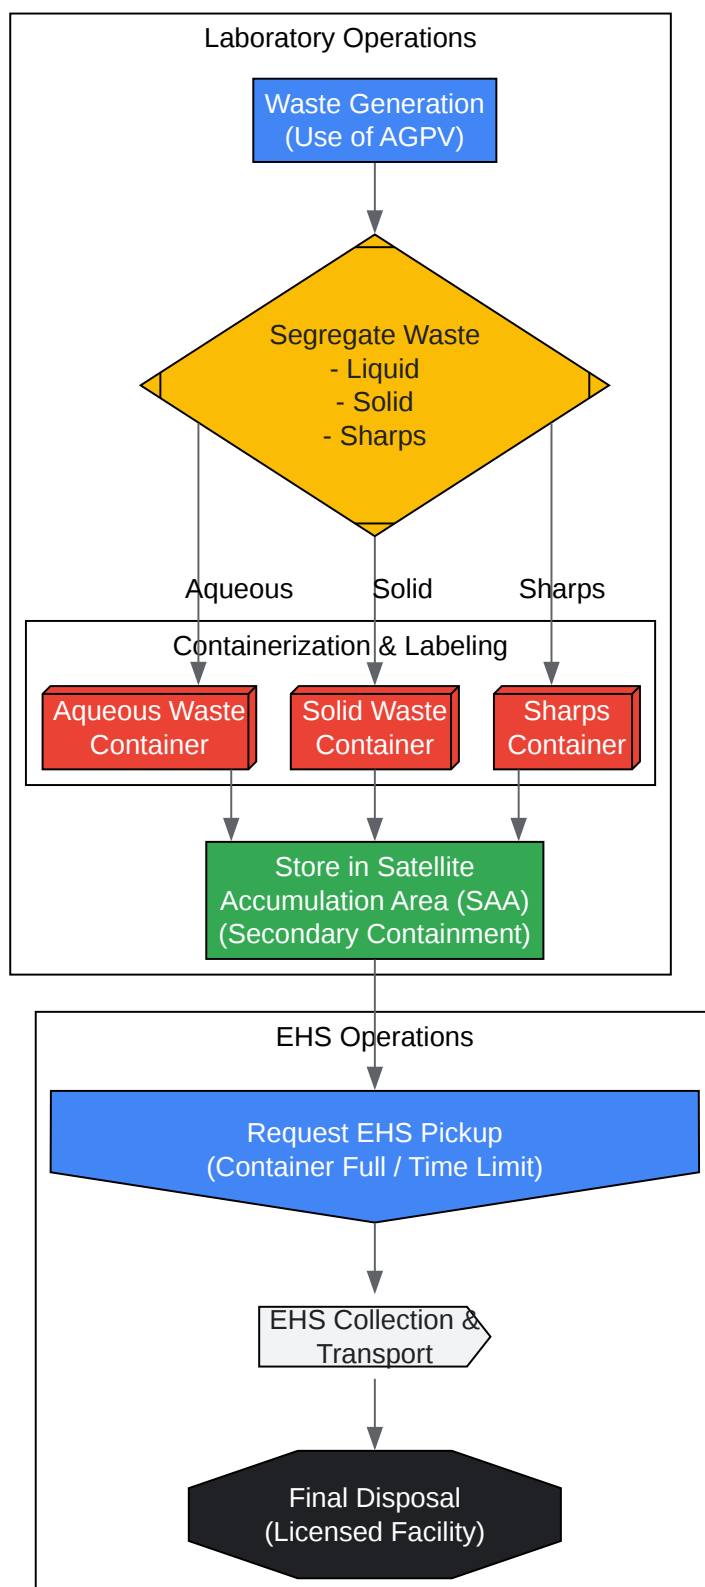 Laboratory Operations
Waste Generation
(Use of AGPV)
Segregate Waste
- Liquid
- Solid
- Sharps
Aqueous
Solid
Sharps
Containerization & Labeling
Aqueous Waste
Container
Solid Waste
Container
Sharps
Container
Store in Satellite
Accumulation Area (SAA)
(Secondary Containment)
EHS Operations
Request EHS Pickup
(Container Full / Time Limit)
EHS Collection &
Transport
Final Disposal
(Licensed Facility)